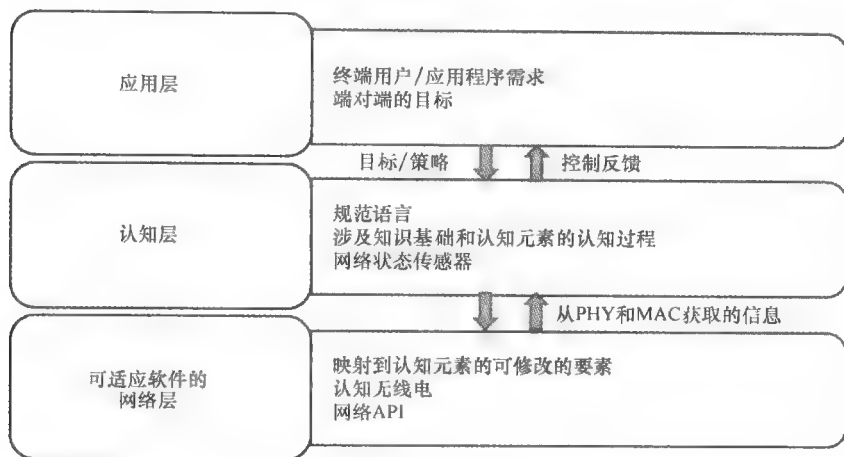 应用层
终端用户/应用程序需求
端对端的目标
目标/策略
控制反馈
认知层
规范语言
涉及知识基础和认知元素的认知过程
网络状态传感器
从PHY和MAC获取的信息
可适应软件的
网络层
映射到认知元素的可修改的要素
认知无线电
网络API